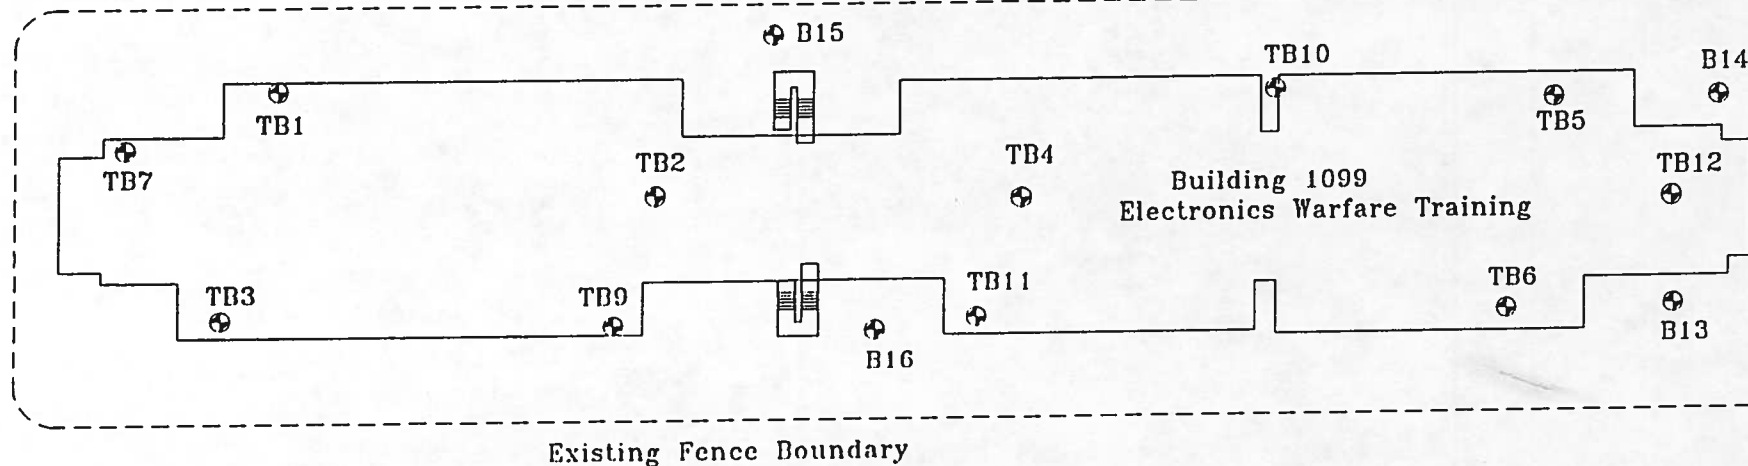 B15
TB10
B14
TB1
TB5
TB7
TB2
TB4
TB12
Building 1099
Electronics Warfare Training
TB3
TB9
TB11
TB6
B16
B13
Existing Fence Boundary